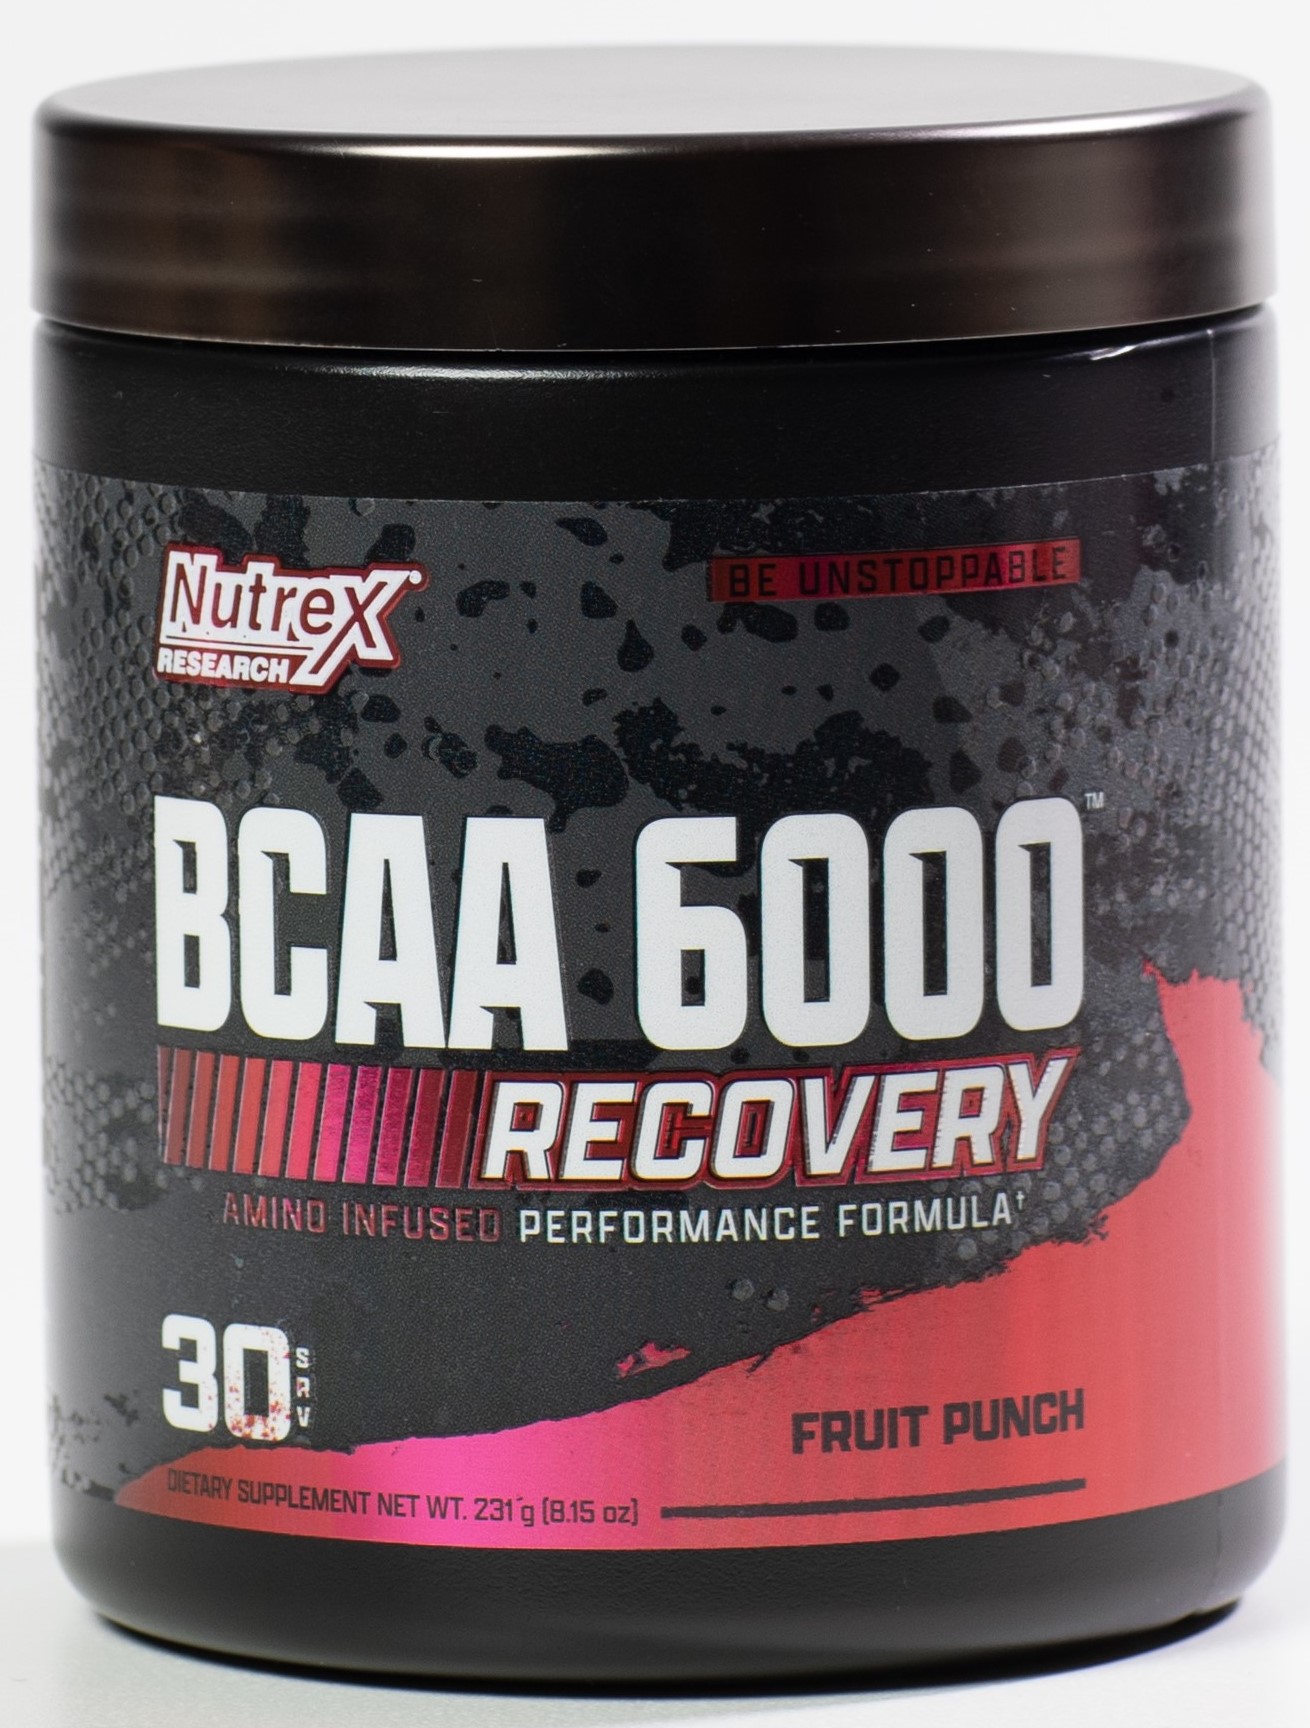 Nutrex®
RESEARCH
BE UNSTOPPABLE
BCAA 6000™
RECOVERY
AMINO INFUSED PERFORMANCE FORMULA†
30 SRV
FRUIT PUNCH
DIETARY SUPPLEMENT NET WT. 231 g (8.15 oz)